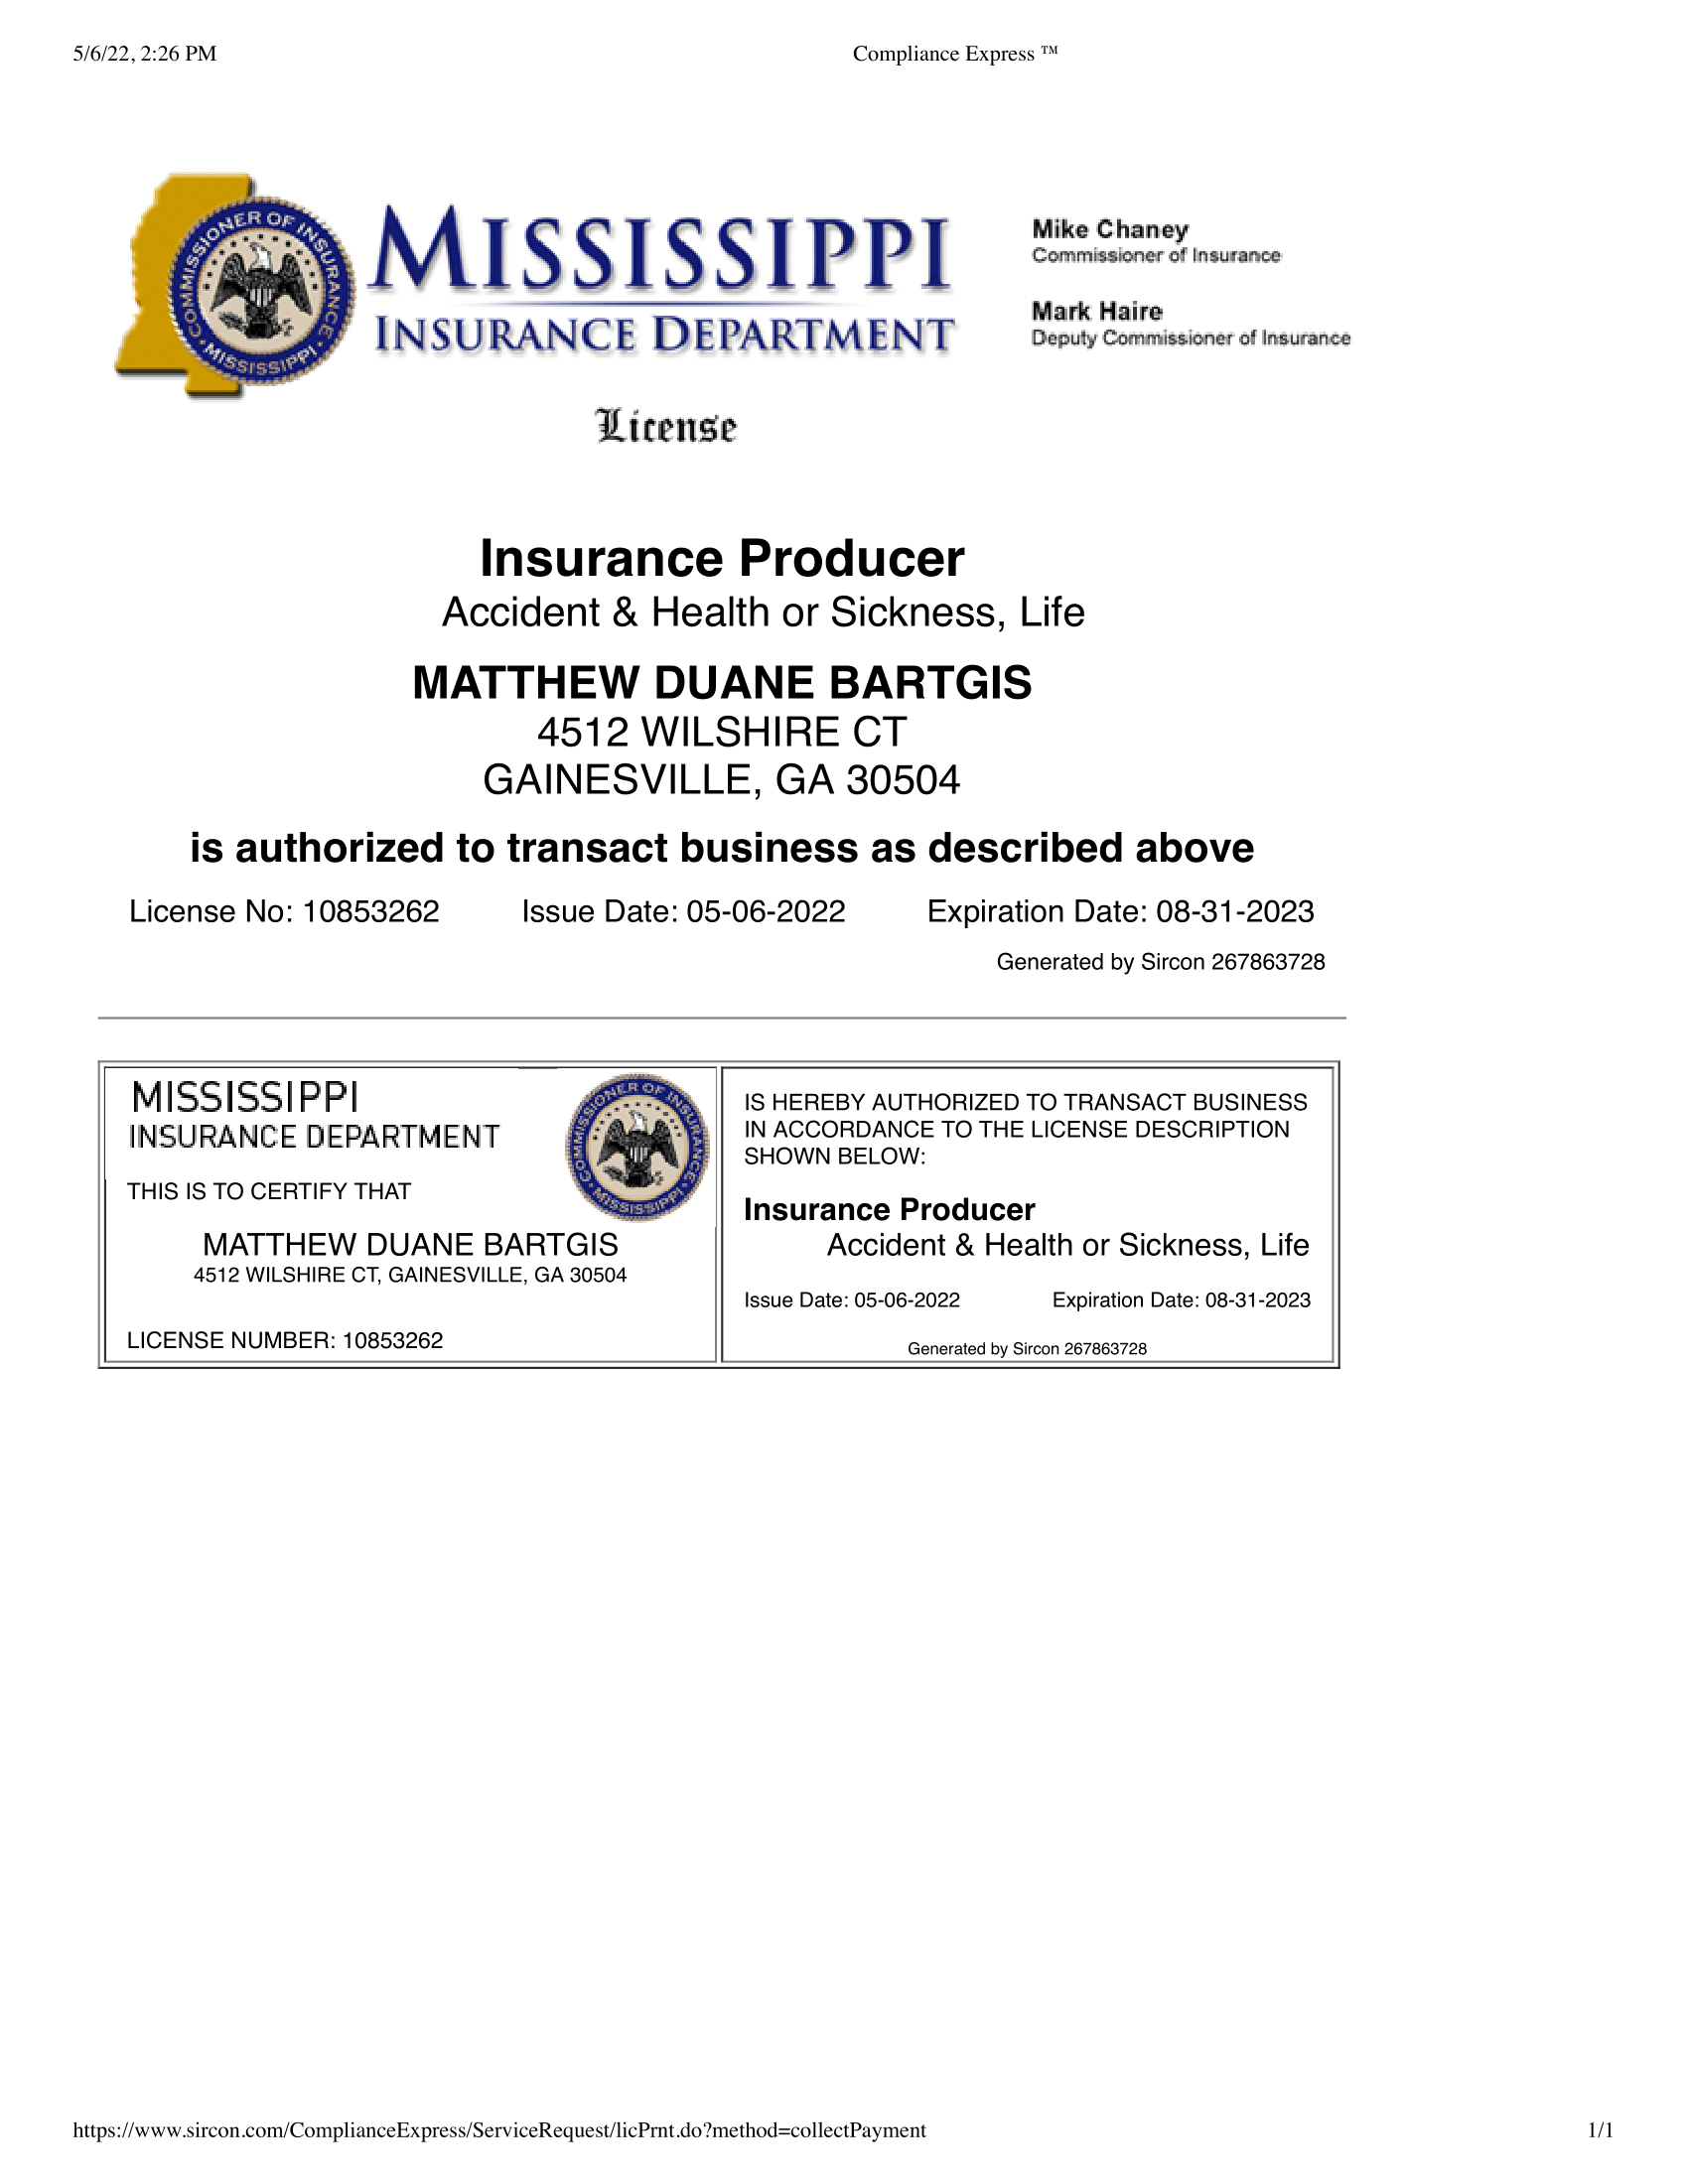 5/6/22, 2:26 PM
Compliance Express ™
COMMISSIONER OF INSURANCE
MISSISSIPPI
MISSISSIPPI
INSURANCE DEPARTMENT
Mike Chaney
Commissioner of Insurance
Mark Haire
Deputy Commissioner of Insurance
License
Insurance Producer
Accident & Health or Sickness, Life
MATTHEW DUANE BARTGIS
4512 WILSHIRE CT
GAINESVILLE, GA 30504
is authorized to transact business as described above
License No: 10853262 Issue Date: 05-06-2022 Expiration Date: 08-31-2023
Generated by Sircon 267863728
MISSISSIPPI
INSURANCE DEPARTMENT
COMMISSIONER OF INSURANCE
MISSISSIPPI
THIS IS TO CERTIFY THAT
MATTHEW DUANE BARTGIS
4512 WILSHIRE CT, GAINESVILLE, GA 30504
LICENSE NUMBER: 10853262
IS HEREBY AUTHORIZED TO TRANSACT BUSINESS
IN ACCORDANCE TO THE LICENSE DESCRIPTION
SHOWN BELOW:
Insurance Producer
Accident & Health or Sickness, Life
Issue Date: 05-06-2022 Expiration Date: 08-31-2023
Generated by Sircon 267863728
https://www.sircon.com/ComplianceExpress/ServiceRequest/licPrnt.do?method=collectPayment
1/1